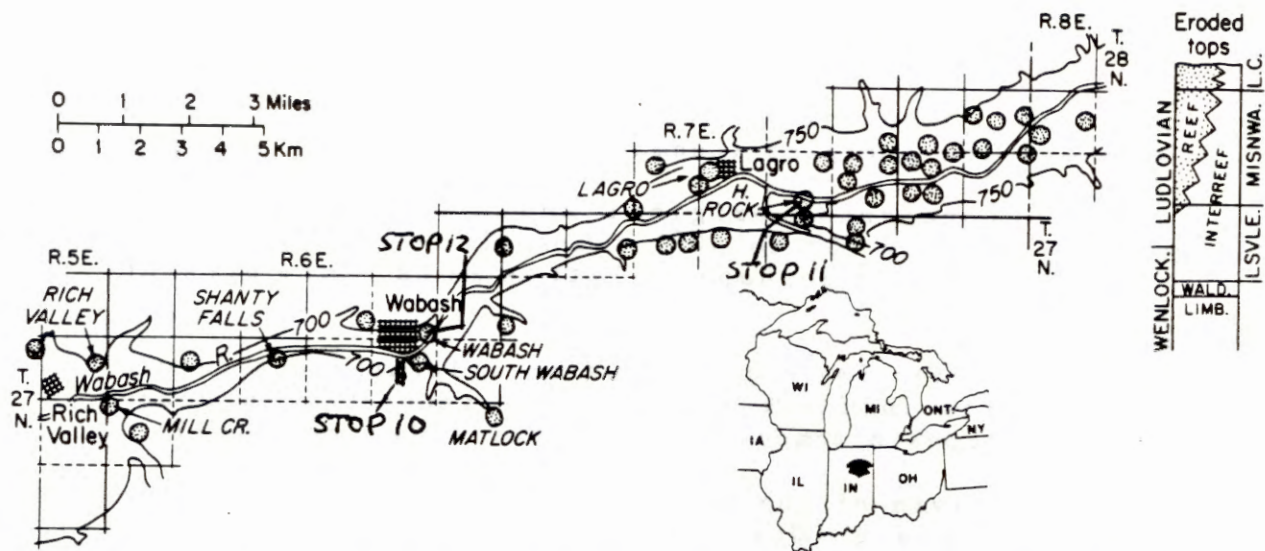 R.8E.
T.
28
N.
Eroded
tops
0 1 2 3 Miles
0 1 2 3 4 5 Km
R.7E.
750
Lagro
LAGRO
H.
ROCK
750
700
T.
27
N.
STOP 11
STOP 12
R.5E.
R.6E.
RICH
VALLEY
SHANTY
FALLS
700
Wabash
R.
700
WABASH
SOUTH WABASH
Wabash
T.
27
N.
Rich
Valley
MILL CR.
STOP 10
MATLOCK
WENLOCK. LUDLOVIAN
REEF
INTERREEF
L.C.
MISNWA.
LSVLE.
WALD.
LIMB.
WI
MI
ONT
NY
IA
IL
IN
OH